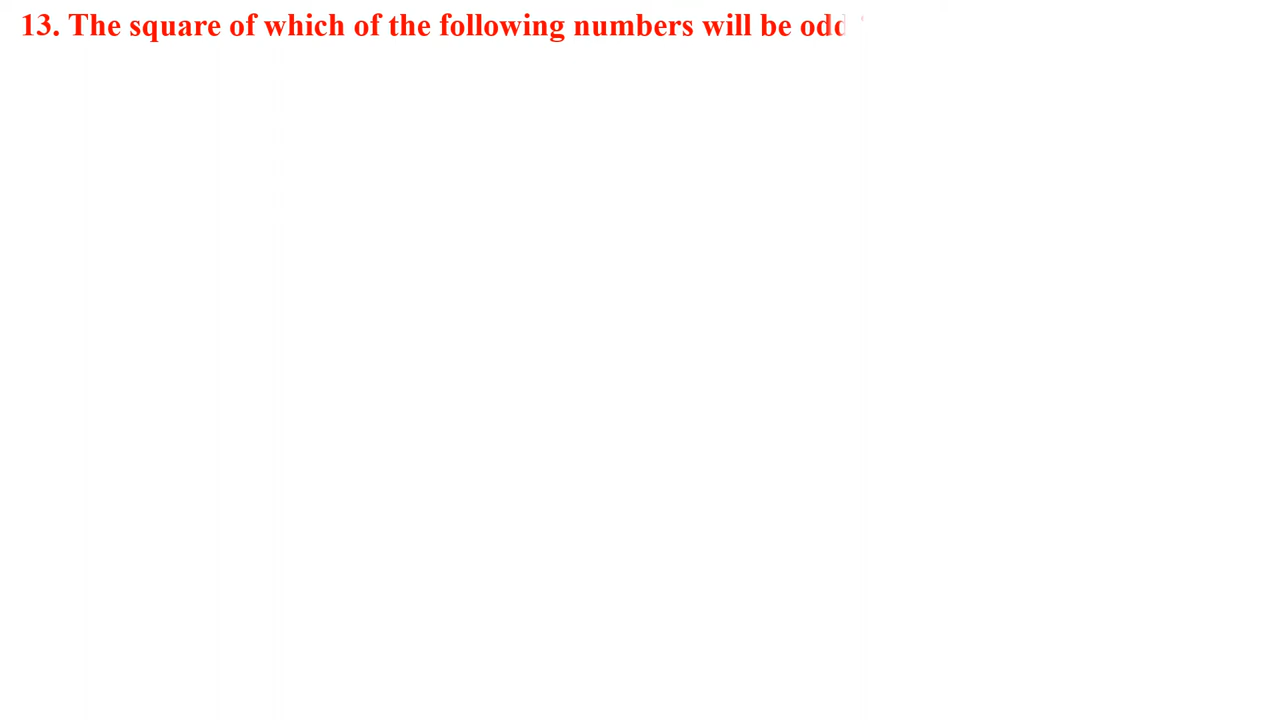 13. The square of which of the following numbers will be odd